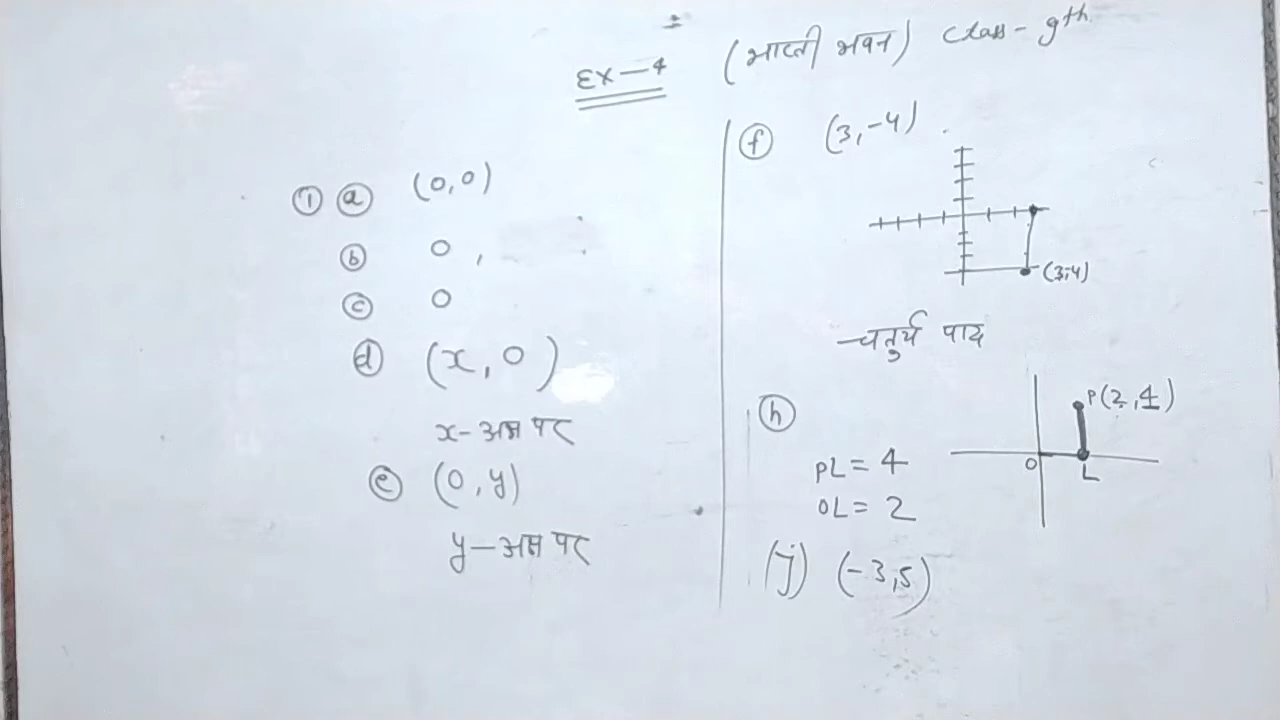 Ex-4 (भारती भवन) Class-9th
① ⓐ (0,0)
ⓑ 0,
ⓒ 0
ⓓ (x,0)
x-अक्ष पर
ⓔ (0,y)
y-अक्ष पर
ⓕ (3,-4)
(3,-4)
चतुर्थ पाद
ⓗ
P(2,4)
O
L
PL=4
OL=2
(j) (-3,5)